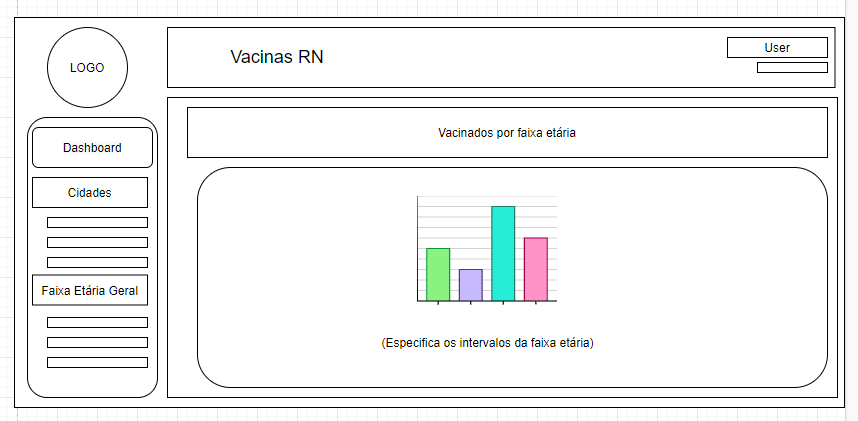 LOGO
Vacinas RN
User
Dashboard
Cidades
Faixa Etária Geral
Vacinados por faixa etária
(Especifica os intervalos da faixa etária)